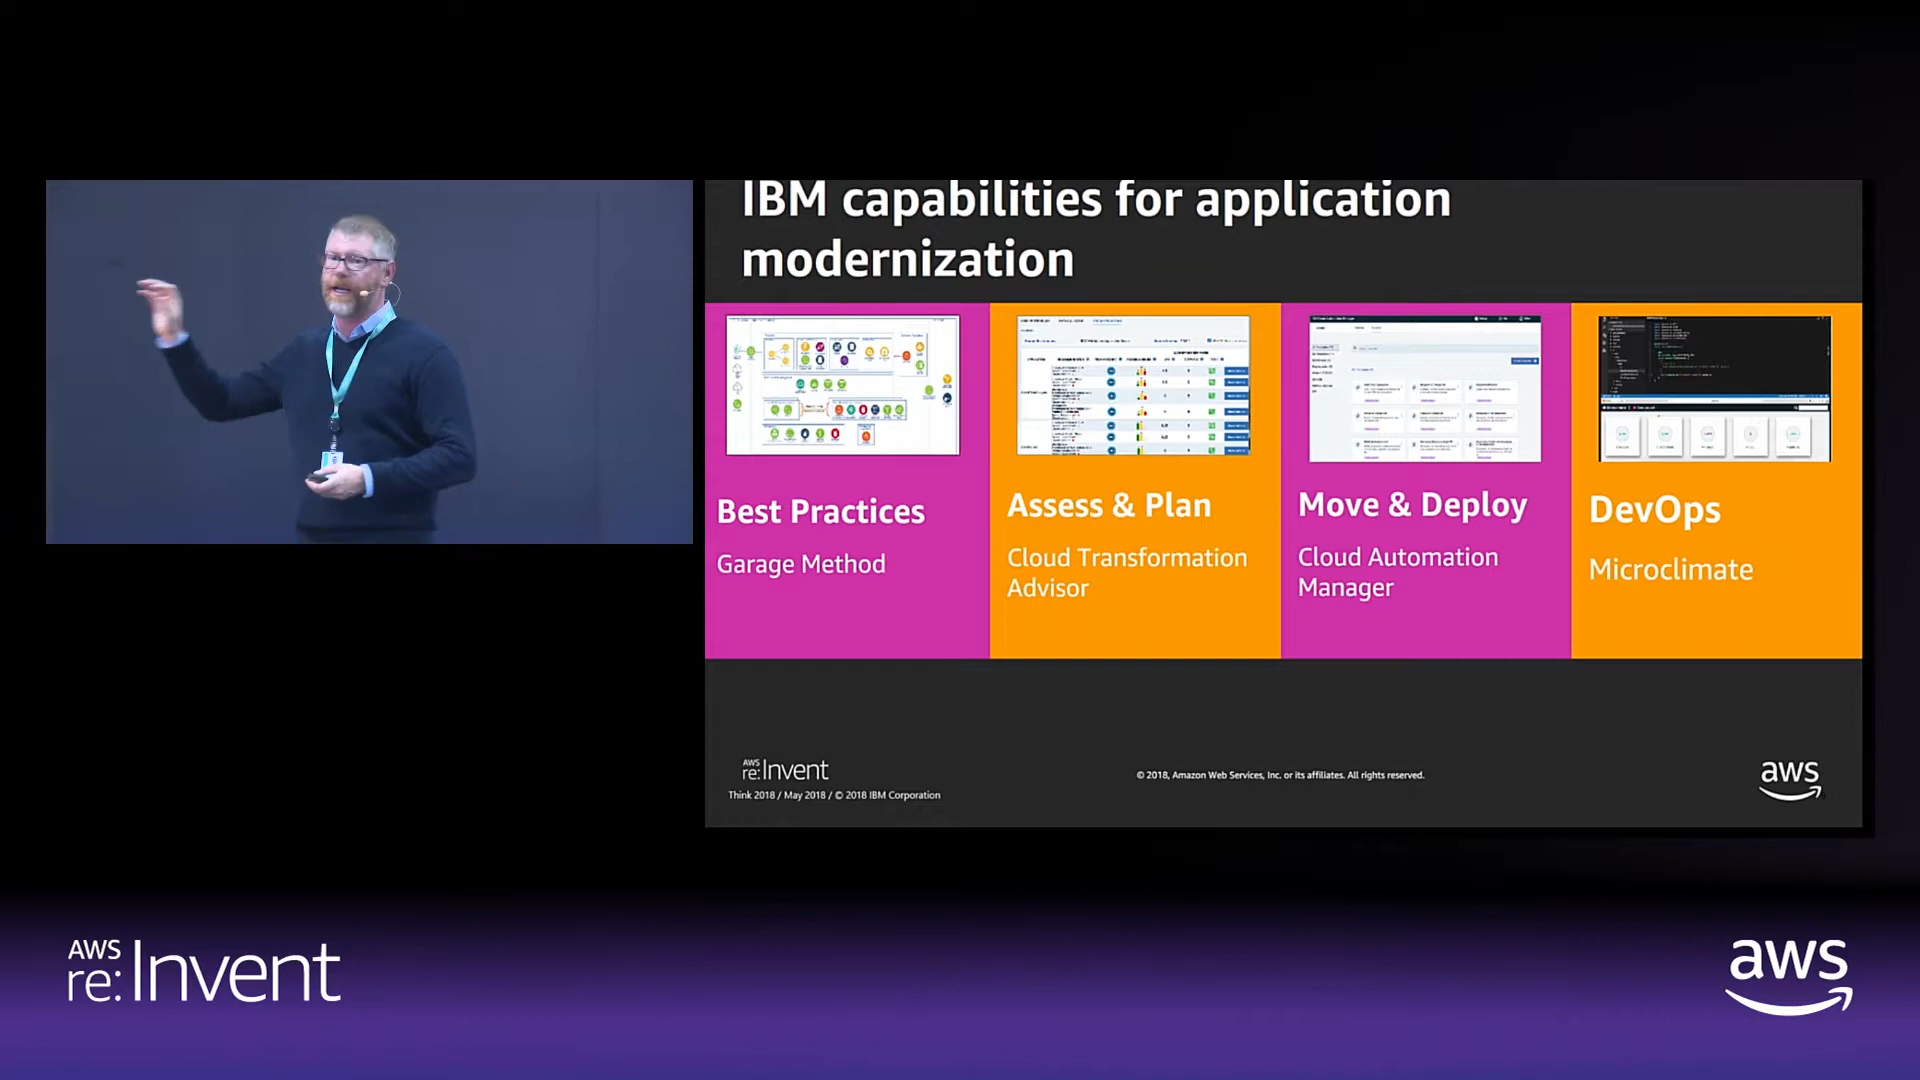 IBM capabilities for application
modernization
Best Practices
Garage Method
Assess & Plan
Cloud Transformation
Advisor
Move & Deploy
Cloud Automation
Manager
DevOps
Microclimate
AWS
re:Invent
Think 2018 / May 2018 / © 2018 IBM Corporation
© 2018, Amazon Web Services, Inc. or its affiliates. All rights reserved.
aws
AWS
re:Invent
aws